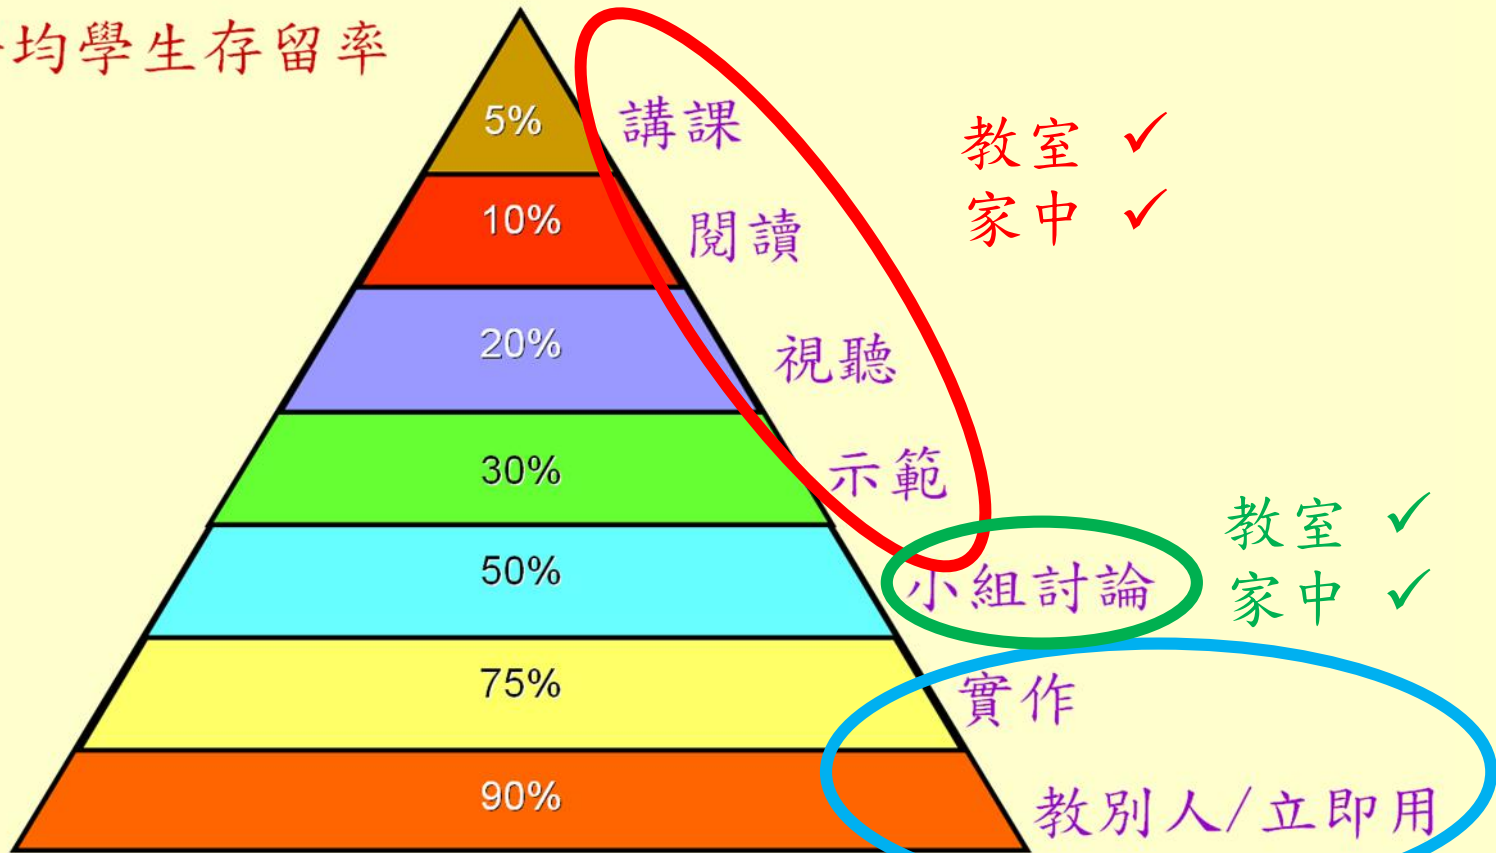 均學生存留率
5% 講課
10% 閱讀
20% 視聽
30% 示範
50% 小組討論
75% 實作
90% 教別人/立即用
教室 ✓
家中 ✓
教室 ✓
家中 ✓